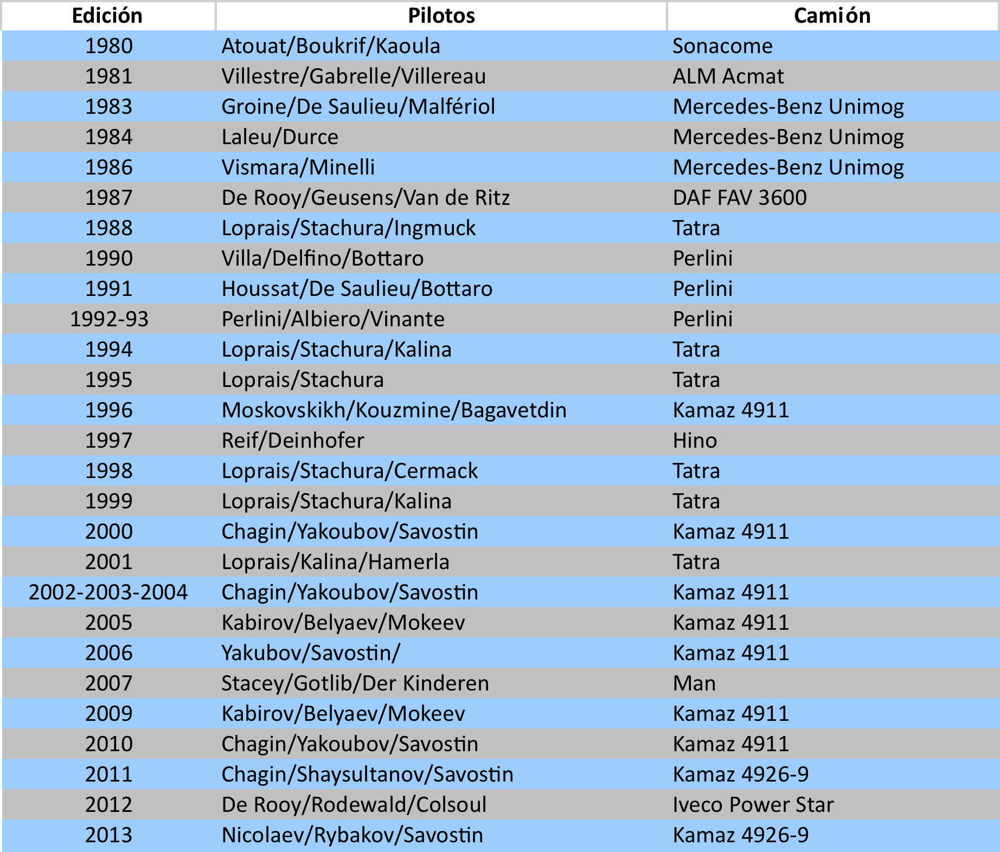 Edición Pilotos Camión
1980 Atouat/Boukrif/Kaoula Sonacome
1981 Villestre/Gabrelle/Villereau ALM Acmat
1983 Groine/De Saulieu/Malfériol Mercedes-Benz Unimog
1984 Laleu/Durce Mercedes-Benz Unimog
1986 Vismara/Minelli Mercedes-Benz Unimog
1987 De Rooy/Geusens/Van de Ritz DAF FAV 3600
1988 Loprais/Stachura/Ingmuck Tatra
1990 Villa/Delfino/Bottaro Perlini
1991 Houssat/De Saulieu/Bottaro Perlini
1992-93 Perlini/Albiero/Vinante Perlini
1994 Loprais/Stachura/Kalina Tatra
1995 Loprais/Stachura Tatra
1996 Moskovskikh/Kouzmine/Bagavetdin Kamaz 4911
1997 Reif/Deinhofer Hino
1998 Loprais/Stachura/Cermack Tatra
1999 Loprais/Stachura/Kalina Tatra
2000 Chagin/Yakoubov/Savostin Kamaz 4911
2001 Loprais/Kalina/Hamerla Tatra
2002-2003-2004 Chagin/Yakoubov/Savostin Kamaz 4911
2005 Kabirov/Belyaev/Mokeev Kamaz 4911
2006 Yakubov/Savostin/ Kamaz 4911
2007 Stacey/Gotlib/Der Kinderen Man
2009 Kabirov/Belyaev/Mokeev Kamaz 4911
2010 Chagin/Yakoubov/Savostin Kamaz 4911
2011 Chagin/Shaysultanov/Savostin Kamaz 4926-9
2012 De Rooy/Rodewald/Colsoul Iveco Power Star
2013 Nicolaev/Rybakov/Savostin Kamaz 4926-9